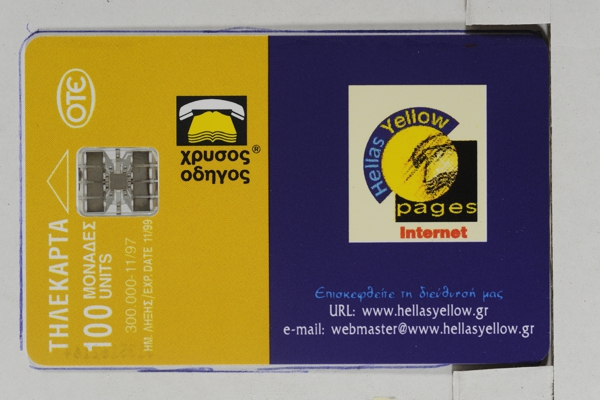 OTE
ΤΗΛΕΚΑΡΤΑ
100 ΜΟΝΑΔΕΣ
UNITS
300.000-11/97
ΗΜ. ΛΗΞΗΣ/EXP. DATE 11/99
χρυσος®
οδηγος
Hellas Yellow
pages
Internet
Επισκεφθείτε τη διεύθυνσή μας
URL: www.hellasyellow.gr
e-mail: webmaster@www.hellasyellow.gr